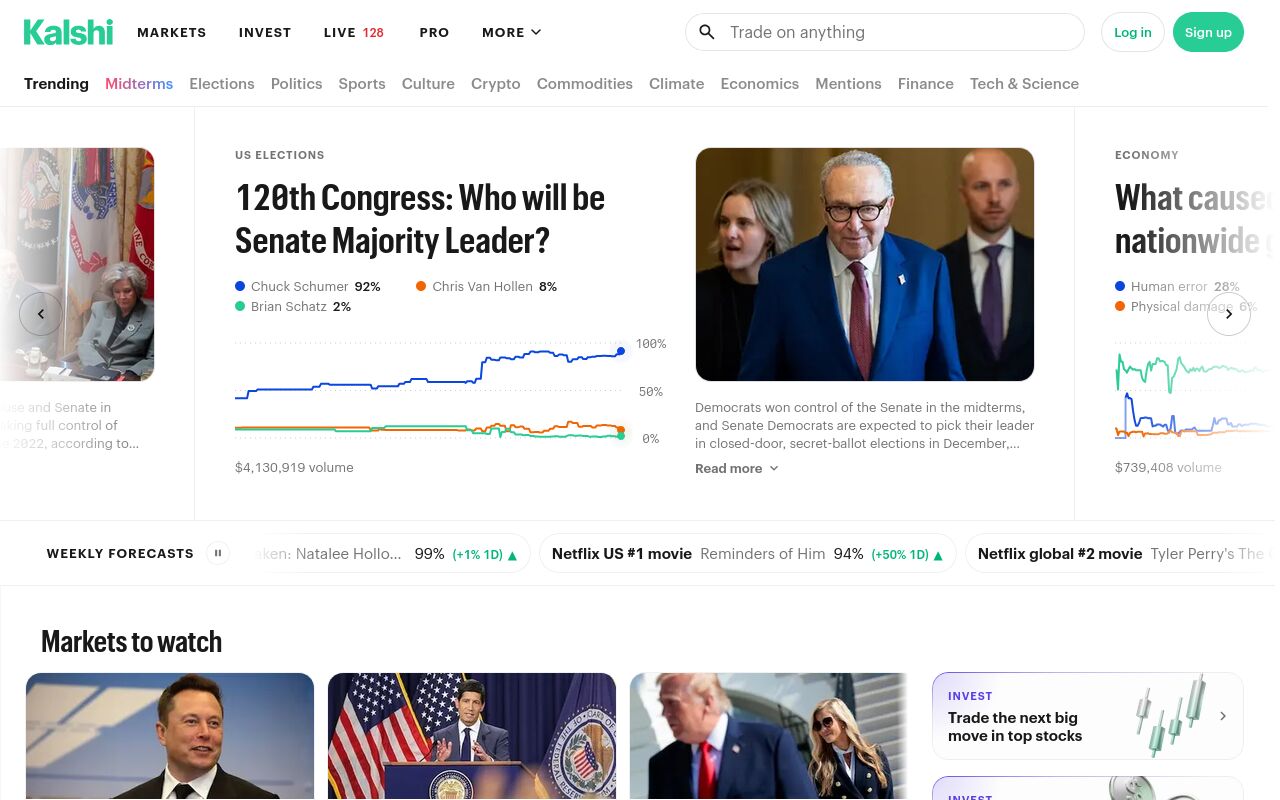 Kalshi
MARKETS
INVEST
LIVE 128
PRO
MORE
Trade on anything
Log in
Sign up
Trending
Midterms
Elections
Politics
Sports
Culture
Crypto
Commodities
Climate
Economics
Mentions
Finance
Tech & Science
use and Senate in
king full control of
2022, according to...
US ELECTIONS
120th Congress: Who will be
Senate Majority Leader?
Chuck Schumer 92%
Chris Van Hollen 8%
Brian Schatz 2%
100%
50%
0%
$4,130,919 volume
Democrats won control of the Senate in the midterms,
and Senate Democrats are expected to pick their leader
in closed-door, secret-ballot elections in December,...
Read more
ECONOMY
What cause
nationwide
Human error 28%
Physical damage 6%
$739,408 volume
WEEKLY FORECASTS
aken: Natalee Hollo... 99% (+1% 1D) ▲
Netflix US #1 movie Reminders of Him 94% (+50% 1D) ▲
Netflix global #2 movie Tyler Perry's The
Markets to watch
INVEST
Trade the next big
move in top stocks
INVEST